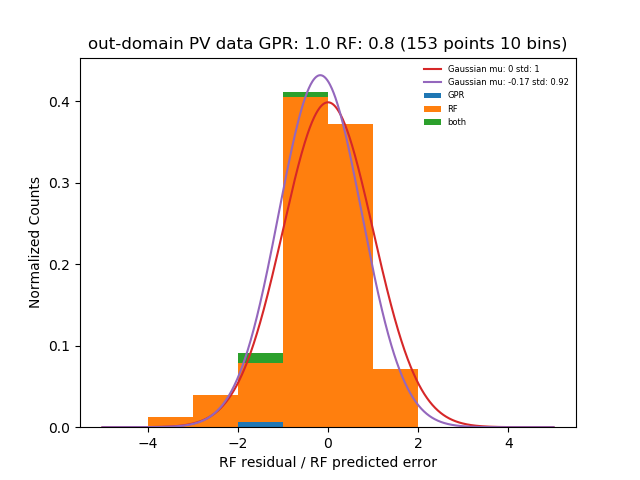 out-domain PV data GPR: 1.0 RF: 0.8 (153 points 10 bins)
Gaussian mu: 0 std: 1
Gaussian mu: -0.17 std: 0.92
GPR
RF
both
Normalized Counts
0.4
0.3
0.2
0.1
0.0
−4 −2 0 2 4
RF residual / RF predicted error